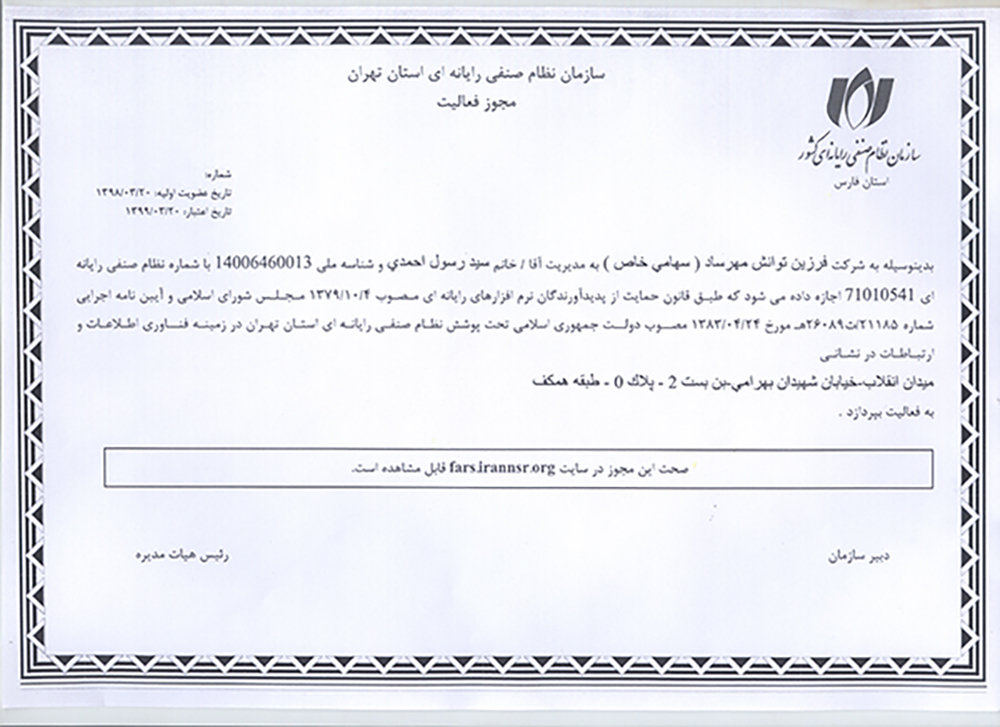 سازمان نظام صنفی رایانه ای استان تهران
مجوز فعالیت
سازمان نظام صنفی رایانه‌ای کشور
استان فارس
شماره:
تاریخ عضویت اولیه: ۱۳۹۸/۰۳/۲۰
تاریخ اعتبار: ۱۳۹۹/۰۳/۲۰
بدینوسیله به شرکت فرزین توانش مهرساد ( سهامي خاص ) به مدیریت آقا / خانم سید رسول احمدي و شناسه ملی 14006460013 با شماره نظام صنفی رایانه
ای 71010541 اجازه داده می شود که طبق قانون حمایت از پدیدآورندگان نرم افزارهای رایانه ای مصوب ۱۳۷۹/۱۰/۴ مجلس شورای اسلامی و آیین نامه اجرایی
شماره ۲۱۱۸۵/ت۲۶۰۸۹هـ مورخ ۱۳۸۳/۰۴/۲۴ مصوب دولت جمهوری اسلامی تحت پوشش نظام صنفی رایانه ای استان تهران در زمینه فناوری اطلاعات و
ارتباطات در نشانی
میدان انقلاب-خیابان شهیدان بهرامي-بن بست 2 - پلاك 0 - طبقه همکف
به فعالیت بپردازد .
صحت این مجوز در سایت fars.irannsr.org قابل مشاهده است.
دبیر سازمان
رئیس هیات مدیره